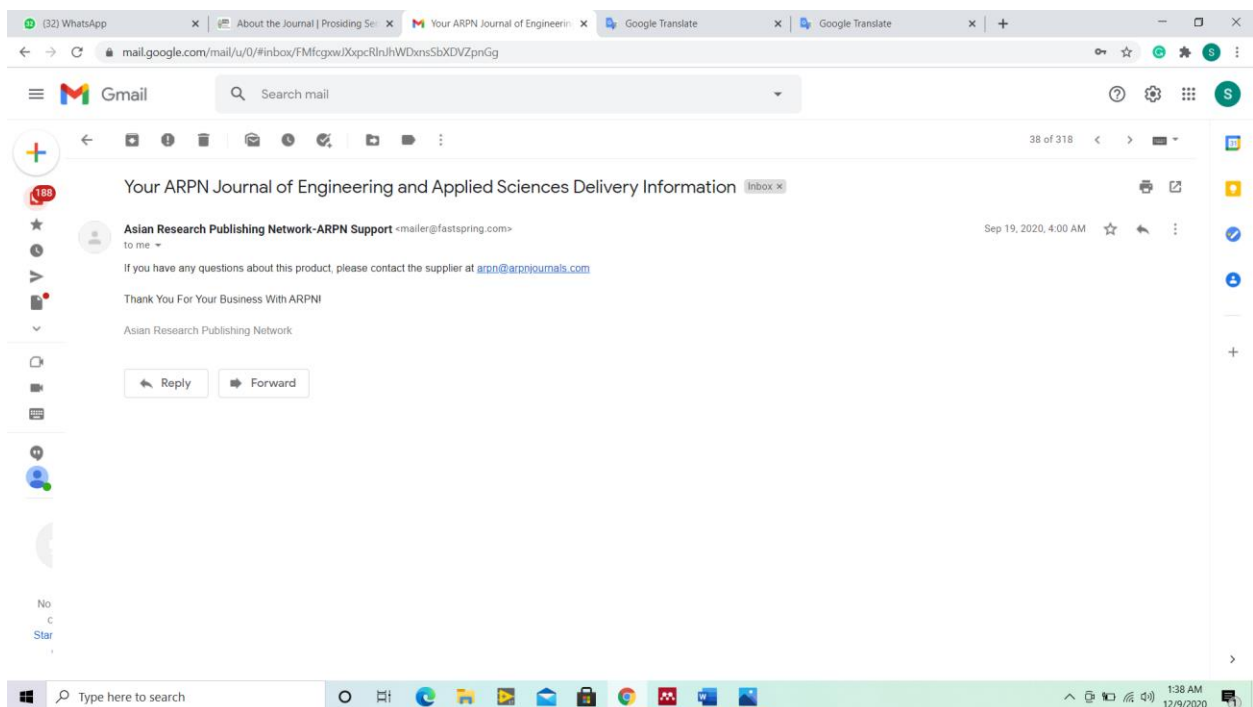 (32) WhatsApp
About the Journal | Prosiding Se
Your ARPN Journal of Engineerin
Google Translate
Google Translate
mail.google.com/mail/u/0/#inbox/FMfcgxwJXxpcRlnJhWDxnsSbXDVZpnGg
S
Gmail
Search mail
S
38 of 318
188
Your ARPN Journal of Engineering and Applied Sciences Delivery Information Inbox x
Asian Research Publishing Network-ARPN Support <mailer@fastspring.com>
Sep 19, 2020, 4:00 AM
to me
If you have any questions about this product, please contact the supplier at arpn@arpnjournals.com
Thank You For Your Business With ARPN!
Asian Research Publishing Network
Reply
Forward
No
c
Star
Type here to search
1:38 AM
12/9/2020